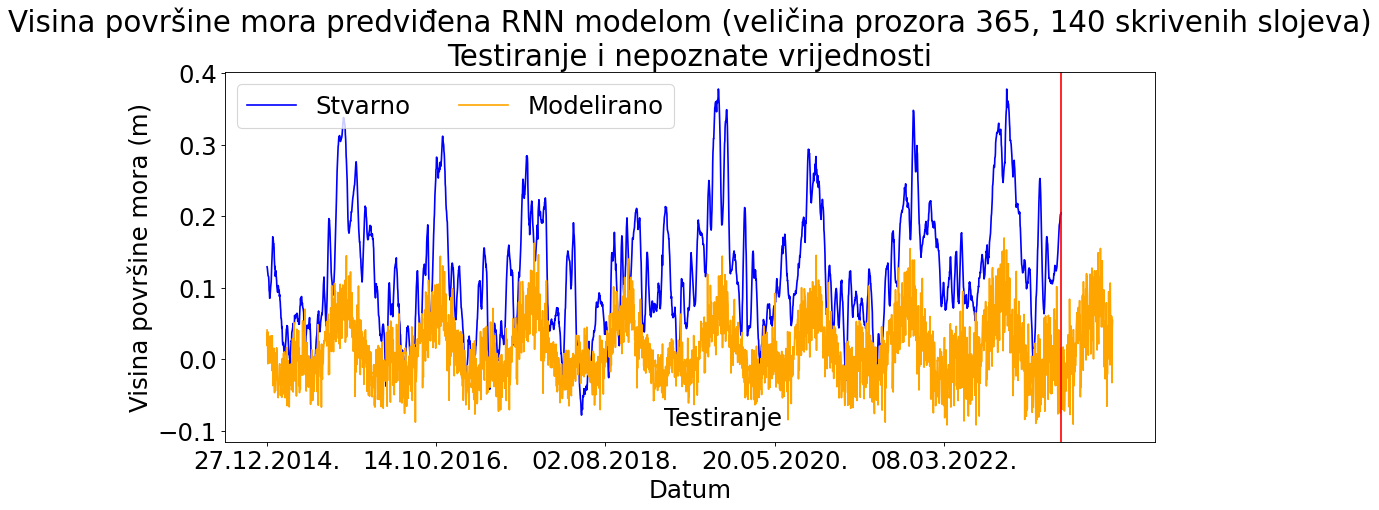 Visina površine mora predviđena RNN modelom (veličina prozora 365, 140 skrivenih slojeva)
Testiranje i nepoznate vrijednosti
Stvarno Modelirano
Visina površine mora (m)
0.4
0.3
0.2
0.1
0.0
−0.1
Testiranje
27.12.2014. 14.10.2016. 02.08.2018. 20.05.2020. 08.03.2022.
Datum